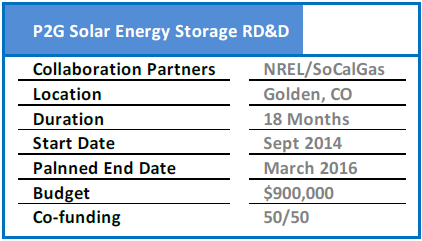 P2G Solar Energy Storage RD&D
Collaboration Partners NREL/SoCalGas
Location Golden, CO
Duration 18 Months
Start Date Sept 2014
Palnned End Date March 2016
Budget $900,000
Co-funding 50/50